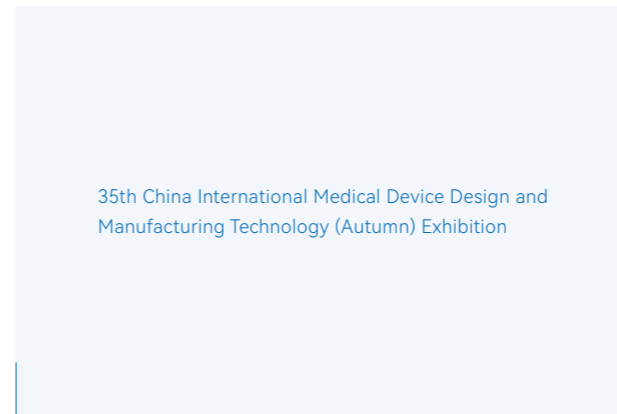 35th China International Medical Device Design and
Manufacturing Technology (Autumn) Exhibition